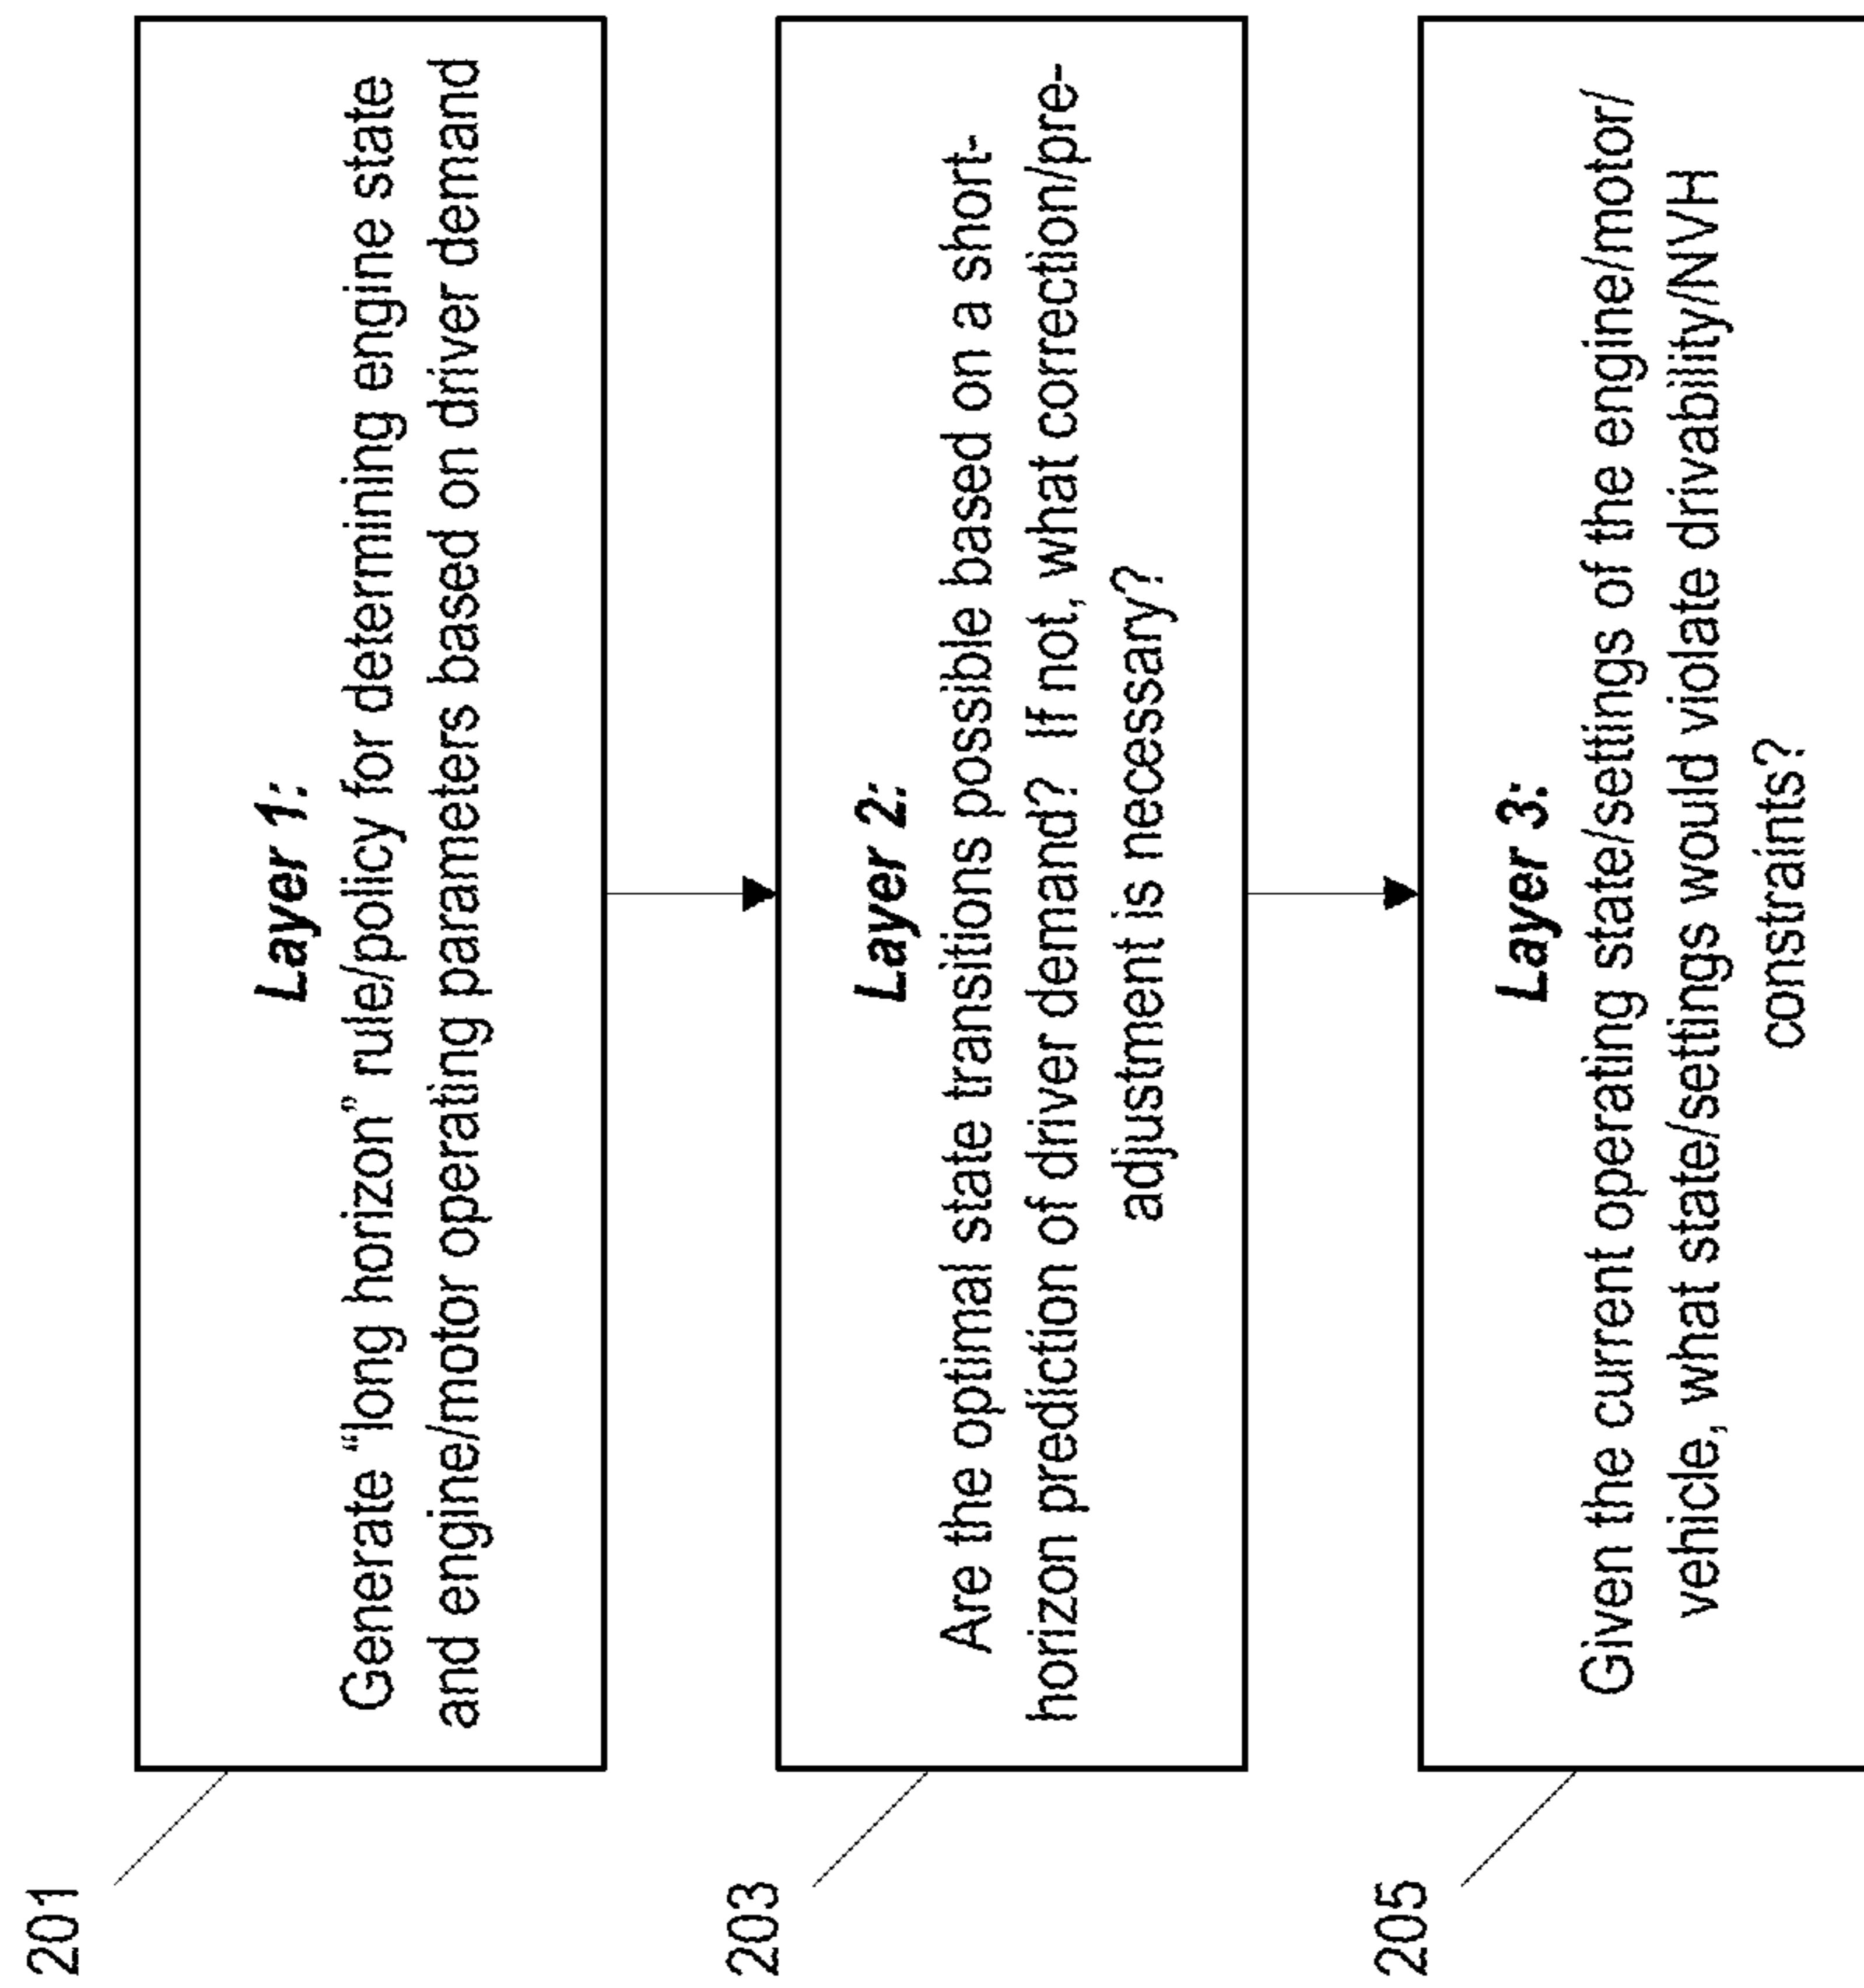 201
Layer 1:
Generate “long horizon” rule/policy for determining engine state
and engine/motor operating parameters based on driver demand
203
Layer 2:
Are the optimal state transitions possible based on a short-
horizon prediction of driver demand? If not, what correction/pre-
adjustment is necessary?
205
Layer 3:
Given the current operating state/settings of the engine/motor/
vehicle, what state/settings would violate drivability/NVH
constraints?